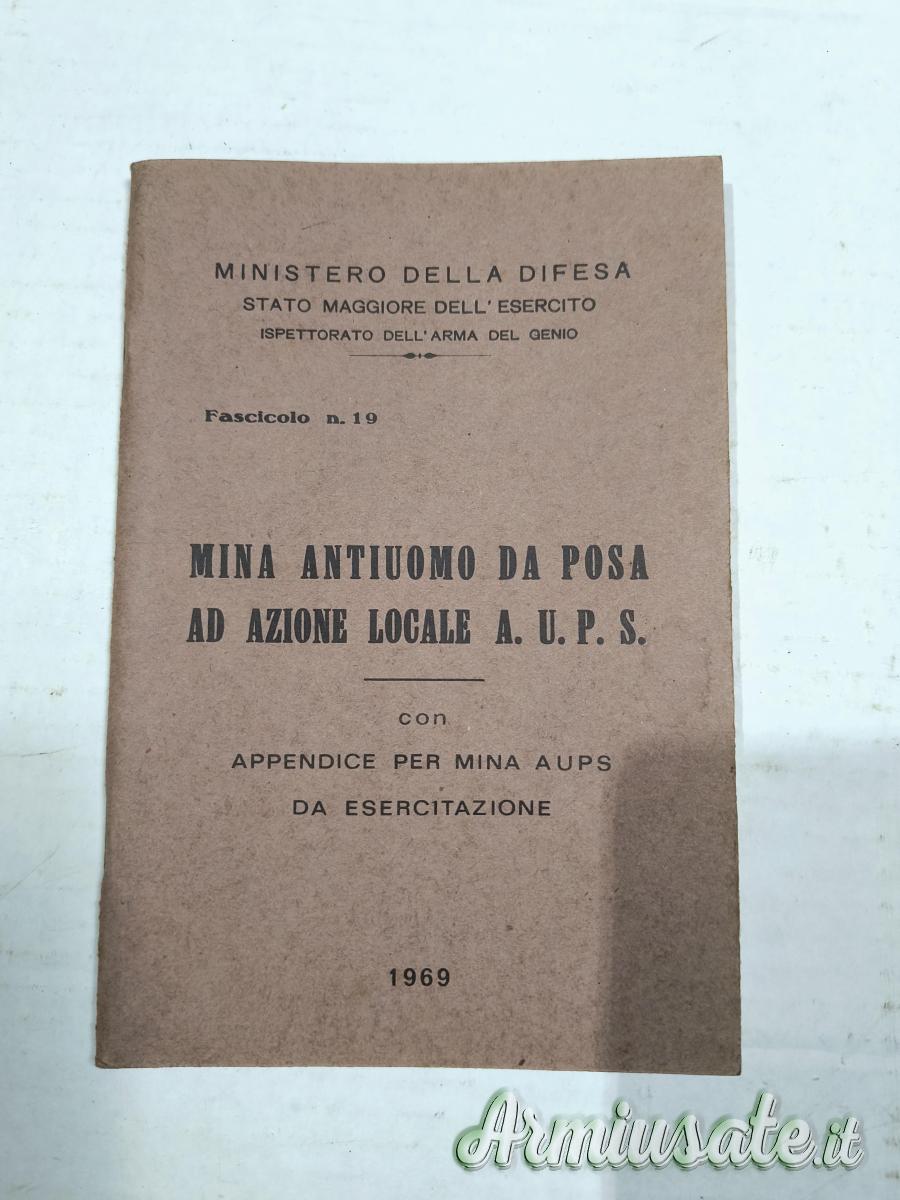 MINISTERO DELLA DIFESA
STATO MAGGIORE DELL'ESERCITO
ISPETTORATO DELL'ARMA DEL GENIO
Fascicolo n. 19
MINA ANTIUOMO DA POSA
AD AZIONE LOCALE A. U. P. S.
con
APPENDICE PER MINA AUPS
DA ESERCITAZIONE
1969
Armiusate.it